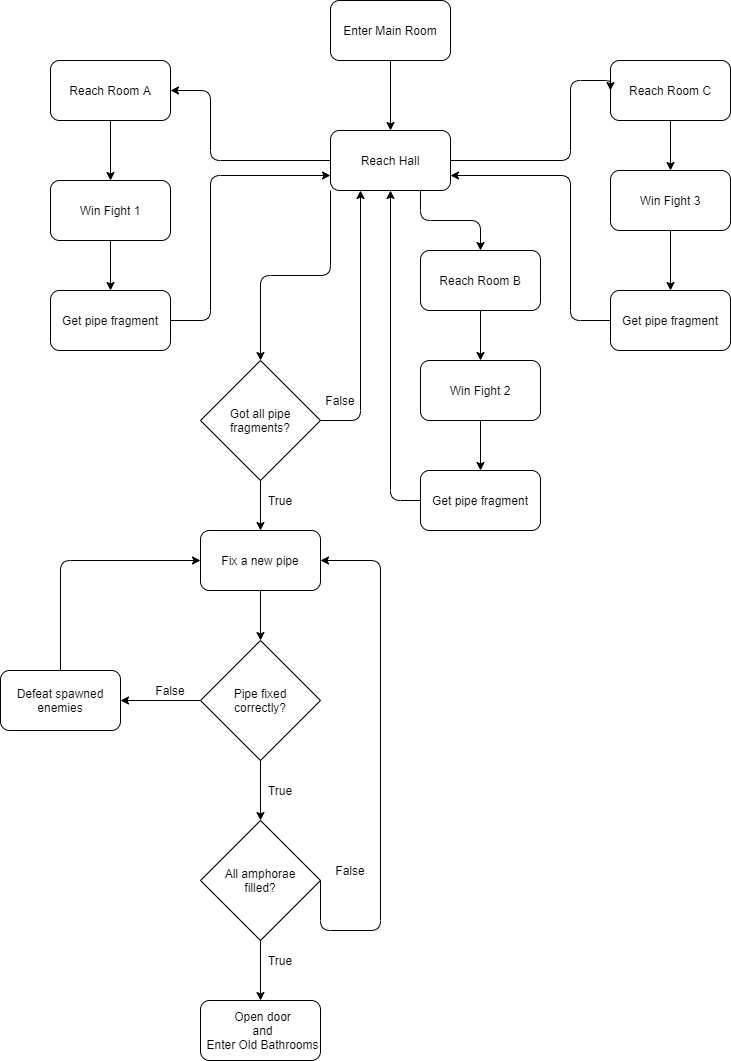 Enter Main Room
Reach Room A
Reach Room C
Reach Hall
Win Fight 1
Win Fight 3
Reach Room B
Get pipe fragment
Get pipe fragment
Win Fight 2
False
Got all pipe
fragments?
Get pipe fragment
True
Fix a new pipe
Defeat spawned
enemies
False
Pipe fixed
correctly?
True
All amphorae
filled?
False
True
Open door
and
Enter Old Bathrooms